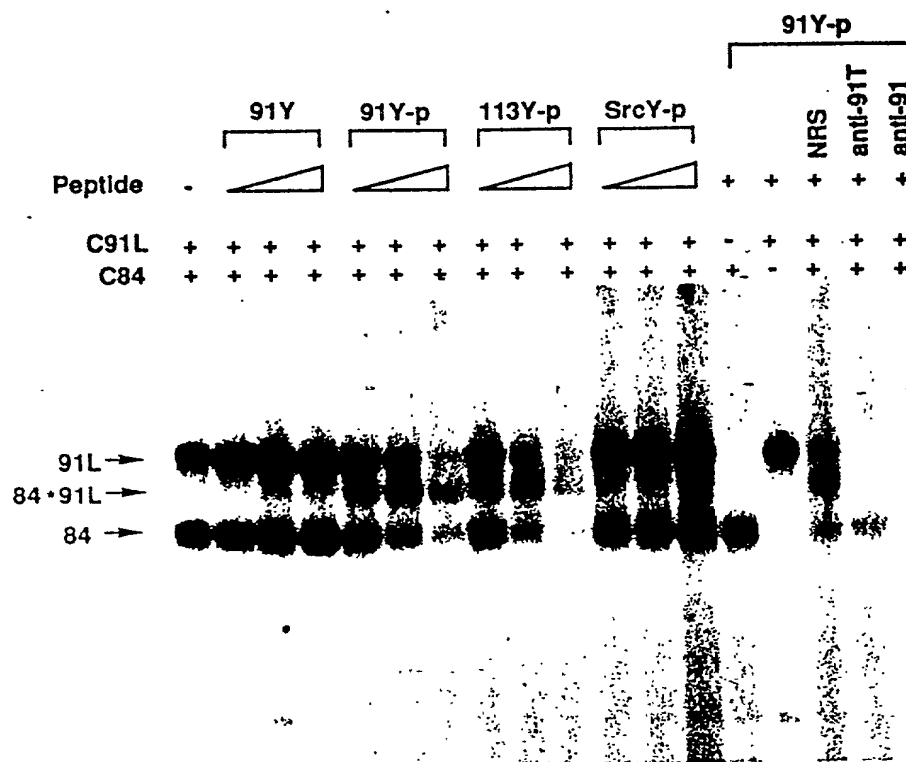 91Y-p
91Y 91Y-p 113Y-p SrcY-p NRS anti-91T anti-91
Peptide - + + + + +
C91L + + + + + + + + + + + + + - + + + +
C84 + + + + + + + + + + + + + + - + + +
91L
84*91L
84